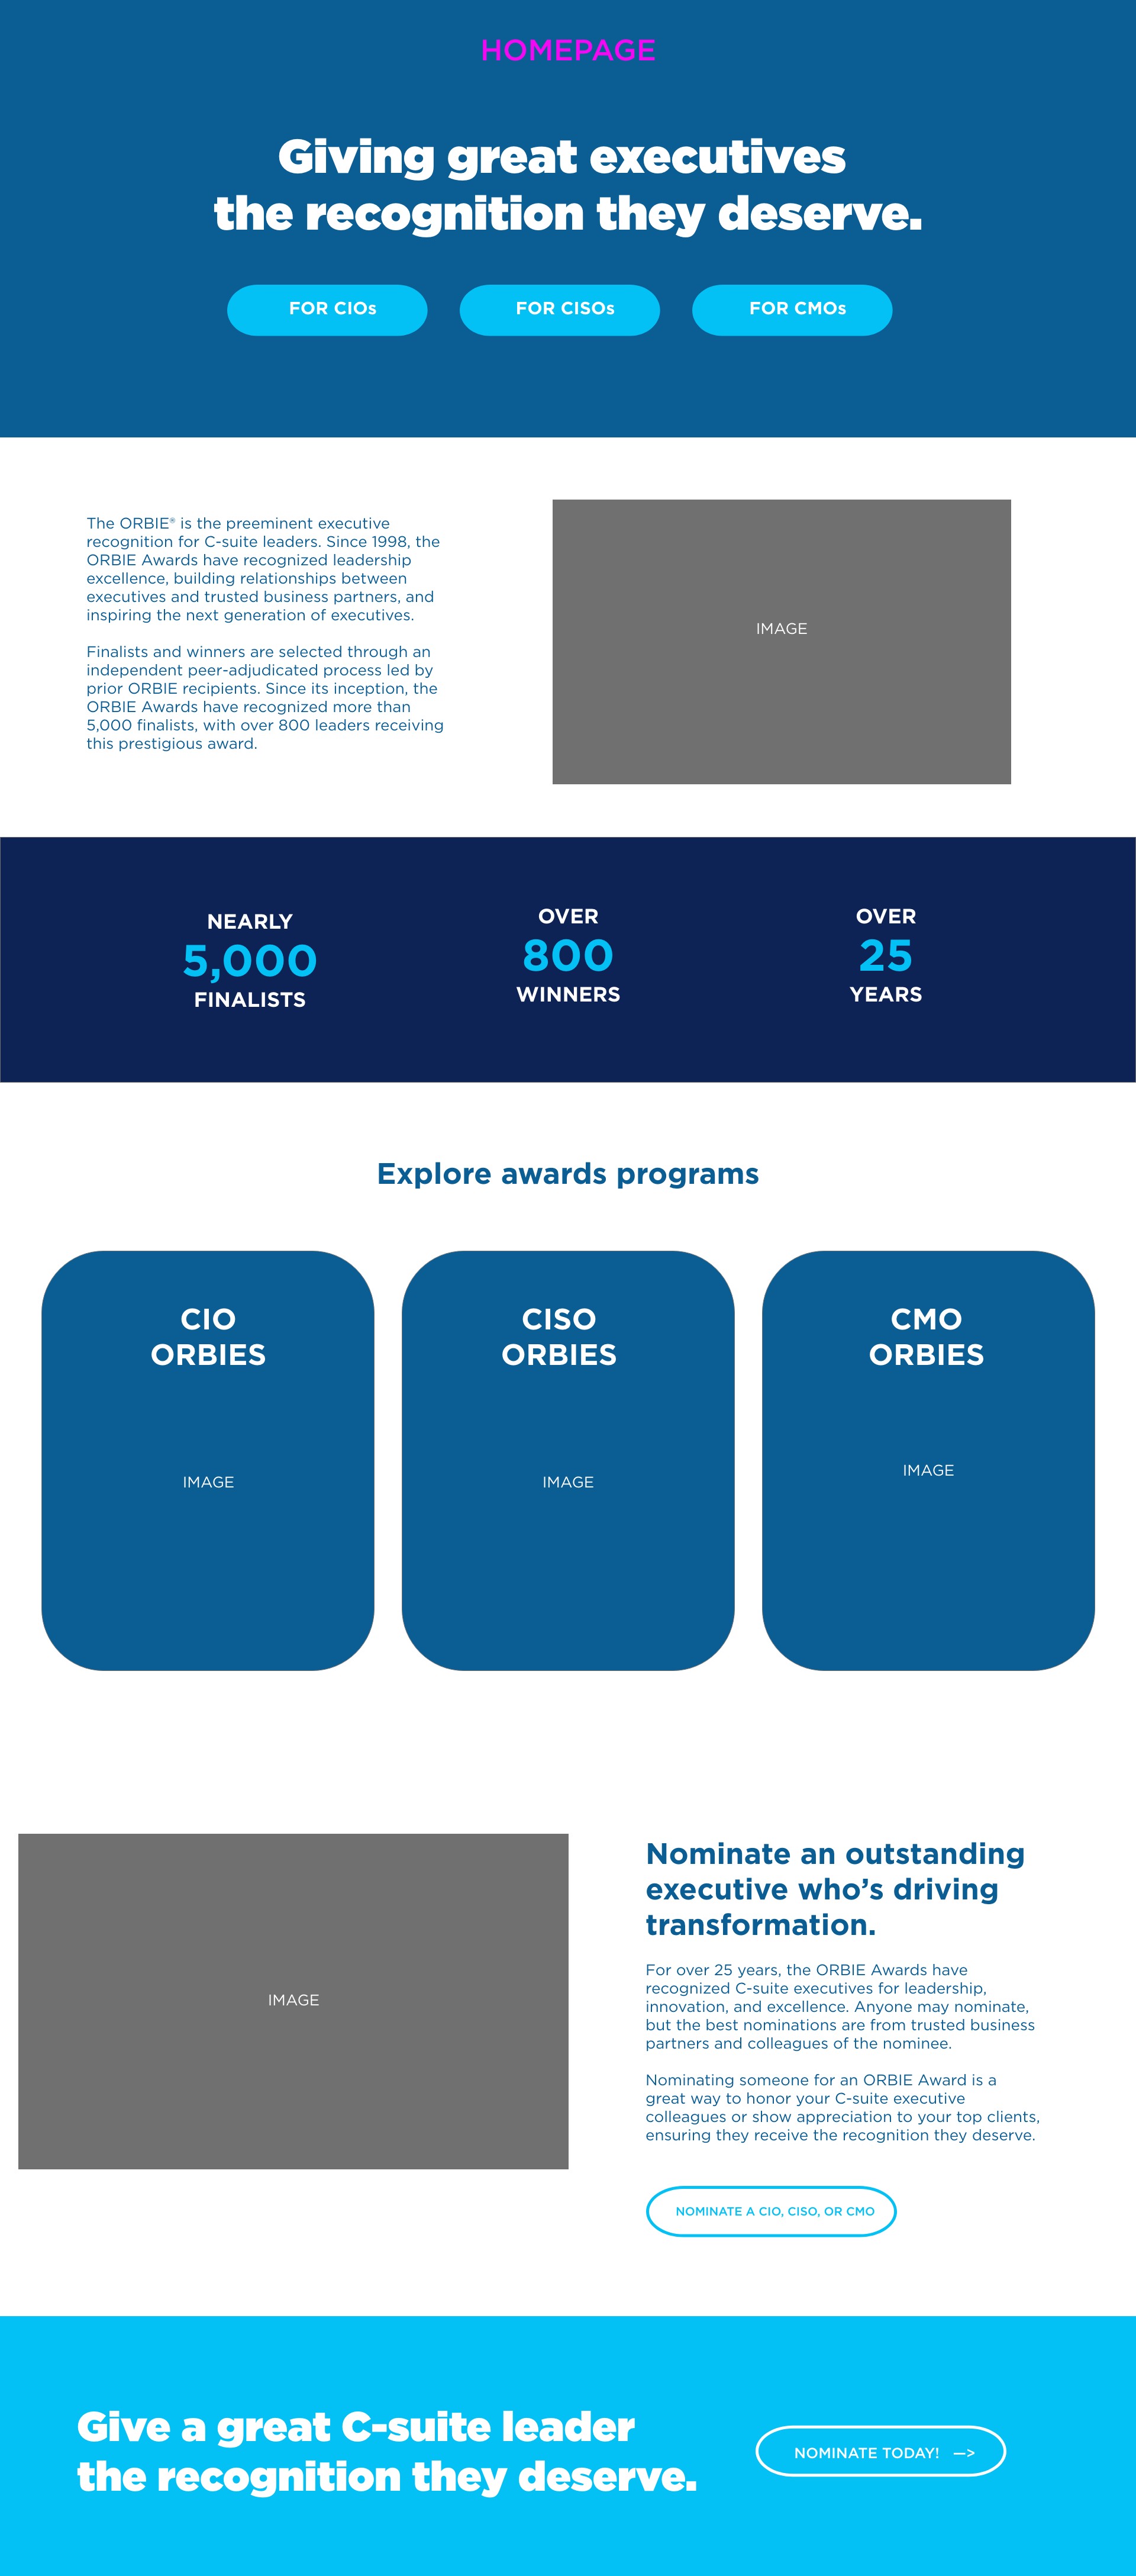 HOMEPAGE
Giving great executives
the recognition they deserve.
FOR CIOs
FOR CISOs
FOR CMOs
The ORBIE® is the preeminent executive
recognition for C-suite leaders. Since 1998, the
ORBIE Awards have recognized leadership
excellence, building relationships between
executives and trusted business partners, and
inspiring the next generation of executives.
Finalists and winners are selected through an
independent peer-adjudicated process led by
prior ORBIE recipients. Since its inception, the
ORBIE Awards have recognized more than
5,000 finalists, with over 800 leaders receiving
this prestigious award.
IMAGE
NEARLY
5,000
FINALISTS
OVER
800
WINNERS
OVER
25
YEARS
Explore awards programs
CIO
ORBIES
IMAGE
CISO
ORBIES
IMAGE
CMO
ORBIES
IMAGE
IMAGE
Nominate an outstanding
executive who’s driving
transformation.
For over 25 years, the ORBIE Awards have
recognized C-suite executives for leadership,
innovation, and excellence. Anyone may nominate,
but the best nominations are from trusted business
partners and colleagues of the nominee.
Nominating someone for an ORBIE Award is a
great way to honor your C-suite executive
colleagues or show appreciation to your top clients,
ensuring they receive the recognition they deserve.
NOMINATE A CIO, CISO, OR CMO
Give a great C-suite leader
the recognition they deserve.
NOMINATE TODAY! —>